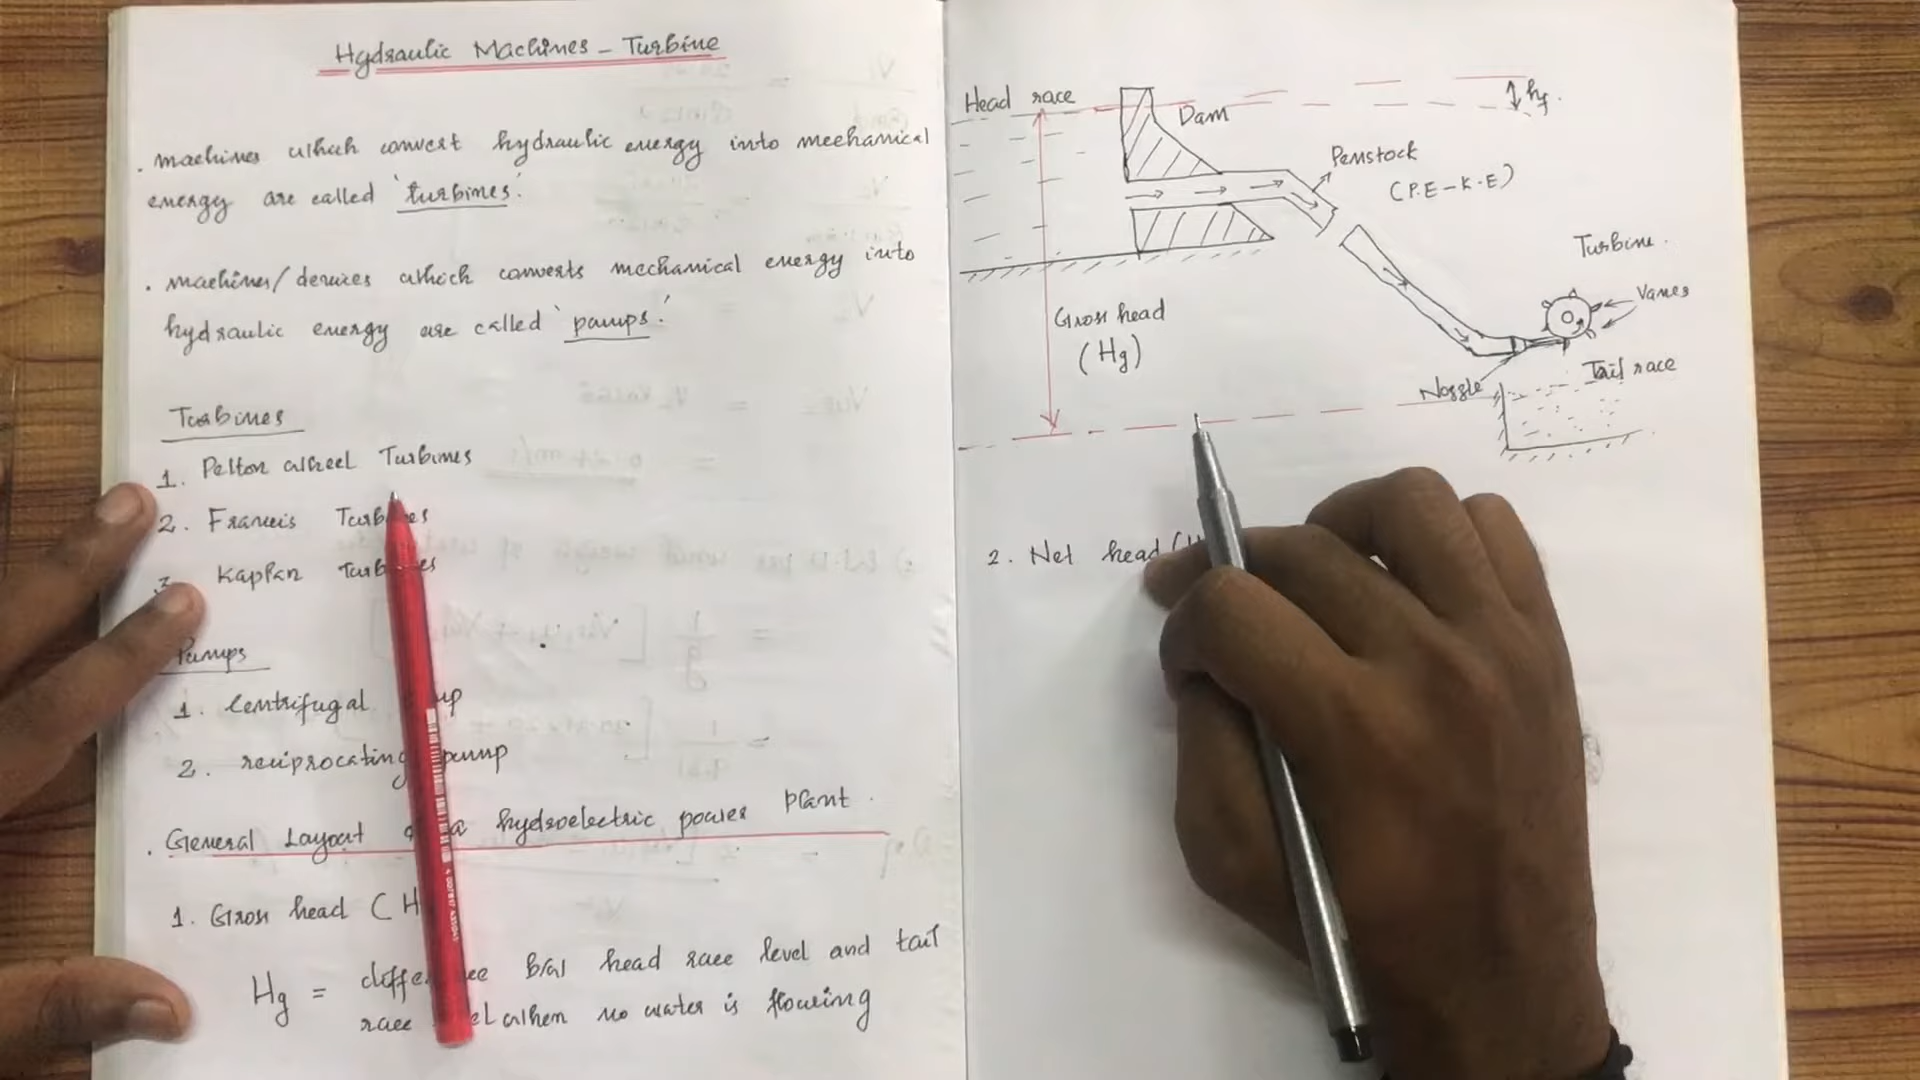 Hydraulic Machines - Turbine
. machines which convert hydraulic energy into mechanical
energy are called 'turbines'.
. machines/devices which converts mechanical energy into
hydraulic energy are called 'pumps'.
Turbines
1. Pelton wheel Turbines
2. Francis Turbines
3. Kaplan Turbines
Pumps
1. Centrifugal
2. reciprocating pump
. General Layout a hydroelectric power plant.
1. Gross head (H
Hg = difference B/w head race level and tail
race when no water is flowing
Head race
Dam
hf
Penstock
(P.E-K.E)
Turbine.
Vanes
Gross head
(Hg)
Nozzle
Tail race
2. Net head (H